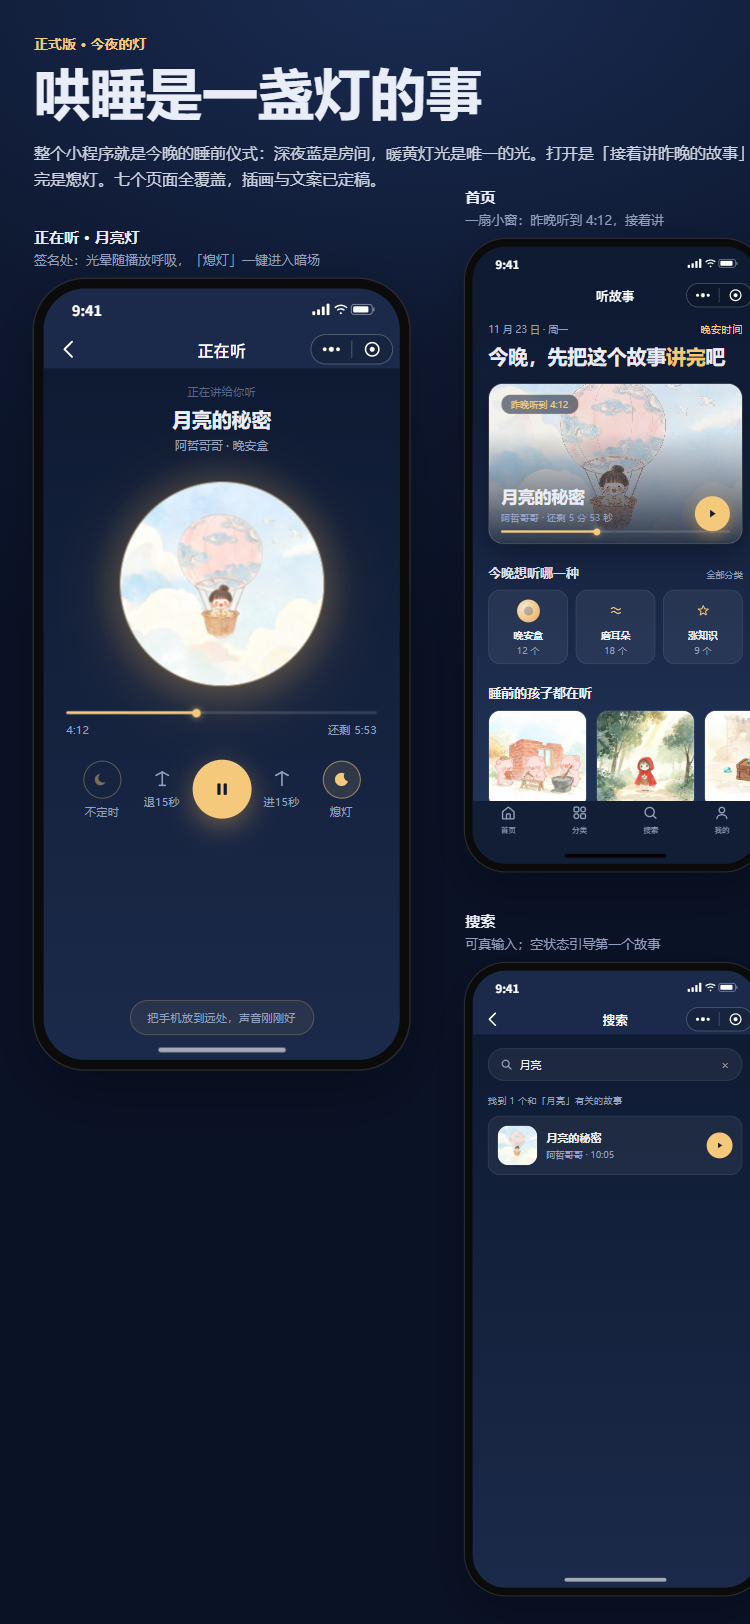 正式版 • 今夜的灯
哄睡是一盏灯的事
整个小程序就是今晚的睡前仪式：深夜蓝是房间，暖黄灯光是唯一的光。打开是「接着讲昨晚的故事」
完是熄灯。七个页面全覆盖，插画与文案已定稿。
正在听 • 月亮灯
签名处：光晕随播放呼吸，「熄灯」一键进入暗场
9:41
正在听
正在讲给你听
月亮的秘密
阿哲哥哥 · 晚安盒
4:12
还剩 5:53
不定时
退15秒
进15秒
熄灯
把手机放到远处，声音刚刚好
首页
一扇小窗：昨晚听到 4:12，接着讲
9:41
听故事
11 月 23 日 · 周一
晚安时间
今晚，先把这个故事讲完吧
昨晚听到 4:12
月亮的秘密
阿哲哥哥 · 还剩 5 分 53 秒
今晚想听哪一种
全部分类
晚安盒
12 个
磨耳朵
18 个
涨知识
9 个
睡前的孩子都在听
首页
分类
搜索
我的
搜索
可真输入；空状态引导第一个故事
9:41
搜索
月亮
×
找到 1 个和「月亮」有关的故事
月亮的秘密
阿哲哥哥 · 10:05